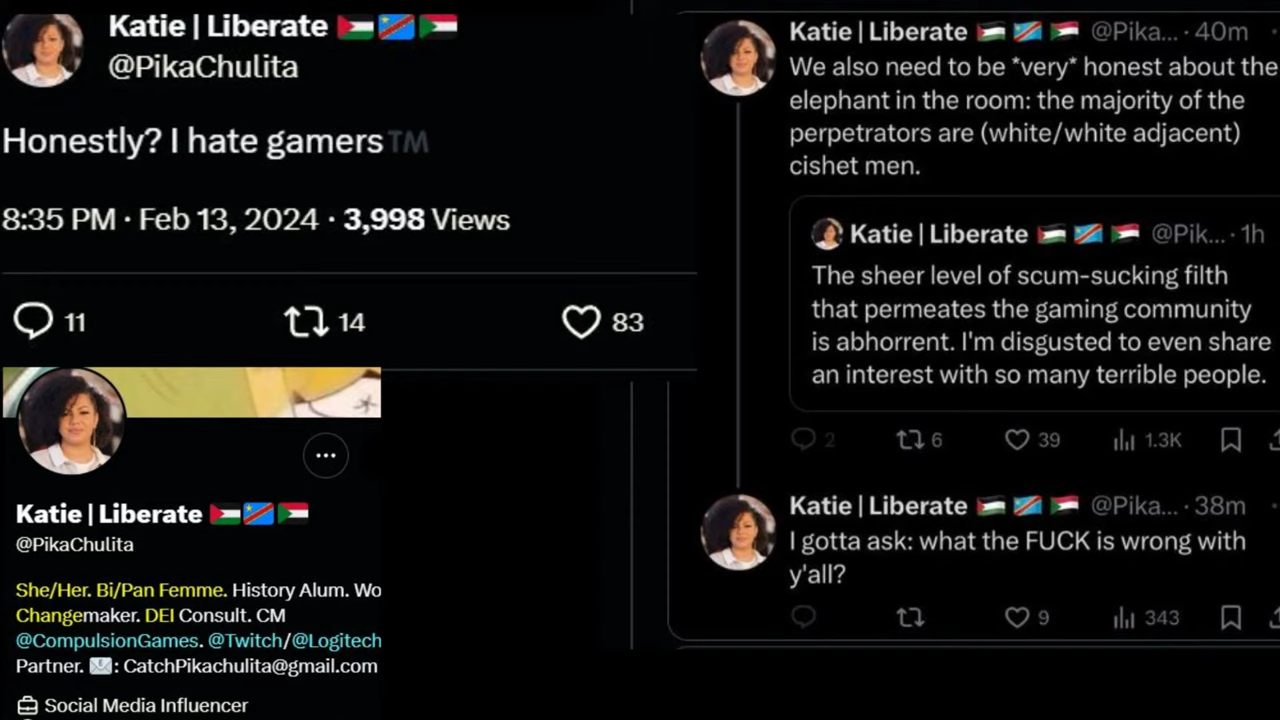 Katie | Liberate 🇵🇸🇨🇩🇸🇩
@PikaChulita
Honestly? I hate gamers™️
8:35 PM · Feb 13, 2024 · 3,998 Views
11 14 83
Katie | Liberate 🇵🇸🇨🇩🇸🇩
@PikaChulita
She/Her. Bi/Pan Femme. History Alum. Wo
Changemaker. DEI Consult. CM
@CompulsionGames. @Twitch/@Logitech
Partner. 📧: CatchPikachulita@gmail.com
Social Media Influencer
Katie | Liberate 🇵🇸🇨🇩🇸🇩 @Pika... · 40m
We also need to be *very* honest about the
elephant in the room: the majority of the
perpetrators are (white/white adjacent)
cishet men.
Katie | Liberate 🇵🇸🇨🇩🇸🇩 @Pik... · 1h
The sheer level of scum-sucking filth
that permeates the gaming community
is abhorrent. I'm disgusted to even share
an interest with so many terrible people.
2 6 39 1.3K
Katie | Liberate 🇵🇸🇨🇩🇸🇩 @Pika... · 38m
I gotta ask: what the FUCK is wrong with
y'all?
9 343